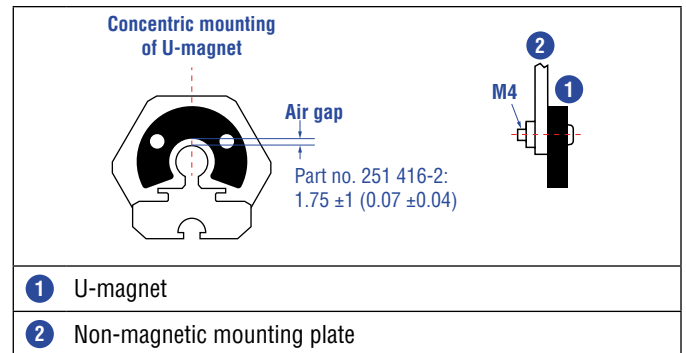 Concentric mounting
of U-magnet
2
1
M4
Air gap
Part no. 251 416-2:
1.75 ±1 (0.07 ±0.04)
1 U-magnet
2 Non-magnetic mounting plate